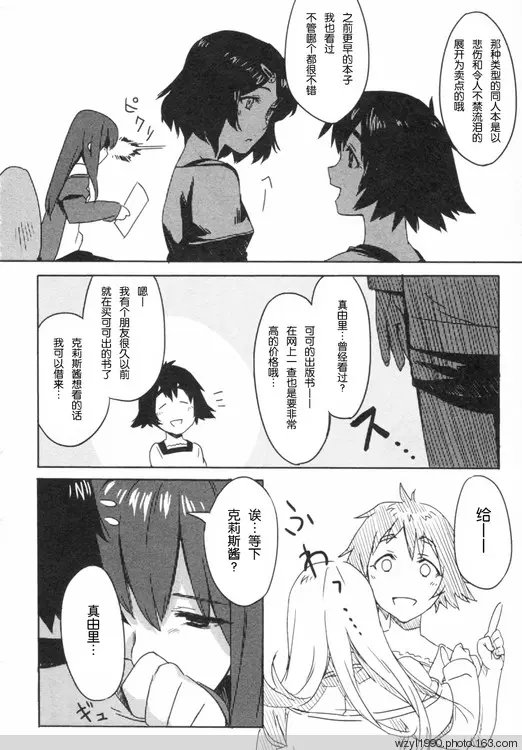 那种类型的同人本是以
悲伤和令人不禁流泪的
展开为卖点的哦
之前更早的本子
我也看过
不管哪个都很不错
ピクリ
真由里…曾经看过?
可可的出版书——
在网上一查也是要非常
高的价格哦…
嗯—
我有个朋友很久以前
就在买可可出的书了
克莉斯酱想看的话
我可以借来…
ス…
给——
ふわっ…
诶…等下
克莉斯酱?
真由里…
ギュ
wzyl1990.photo.163.com